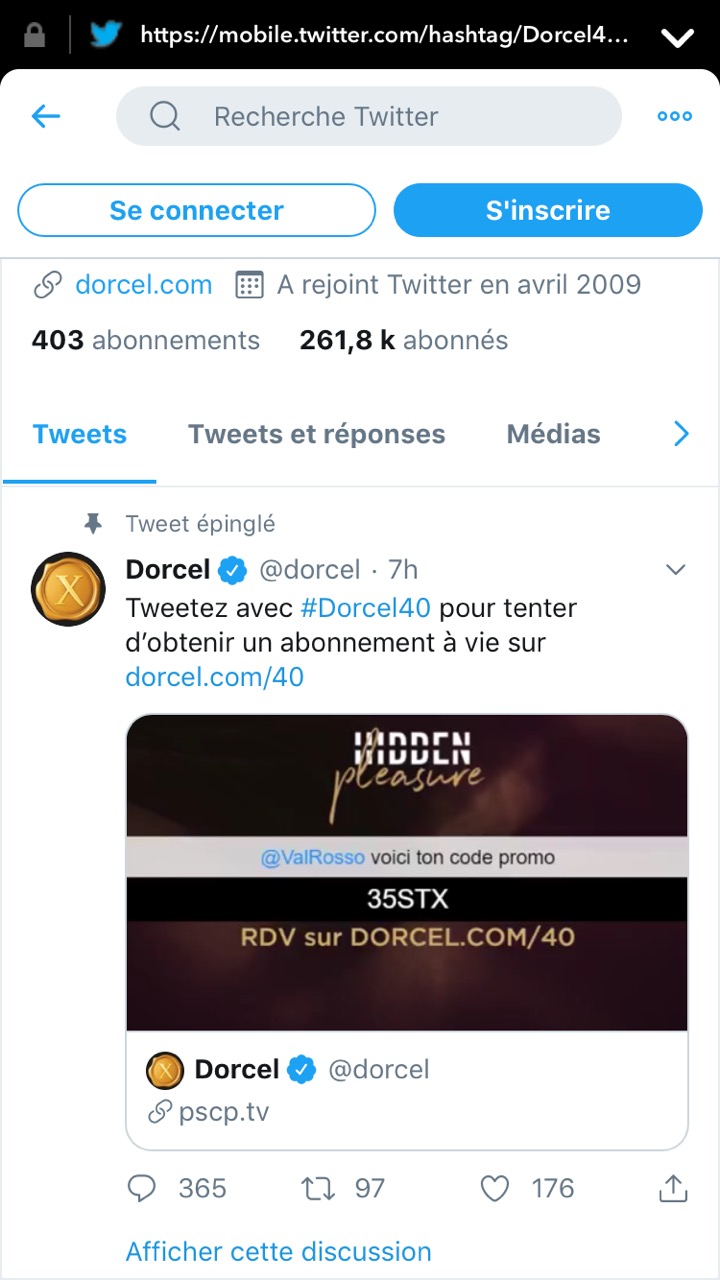 https://mobile.twitter.com/hashtag/Dorcel4...
Recherche Twitter
Se connecter
S'inscrire
dorcel.com A rejoint Twitter en avril 2009
403 abonnements 261,8 k abonnés
Tweets Tweets et réponses Médias
Tweet épinglé
Dorcel @dorcel · 7h
Tweetez avec #Dorcel40 pour tenter
d’obtenir un abonnement à vie sur
dorcel.com/40
HIDDEN
pleasure
@ValRosso voici ton code promo
35STX
RDV sur DORCEL.COM/40
X Dorcel @dorcel
pscp.tv
365 97 176
Afficher cette discussion